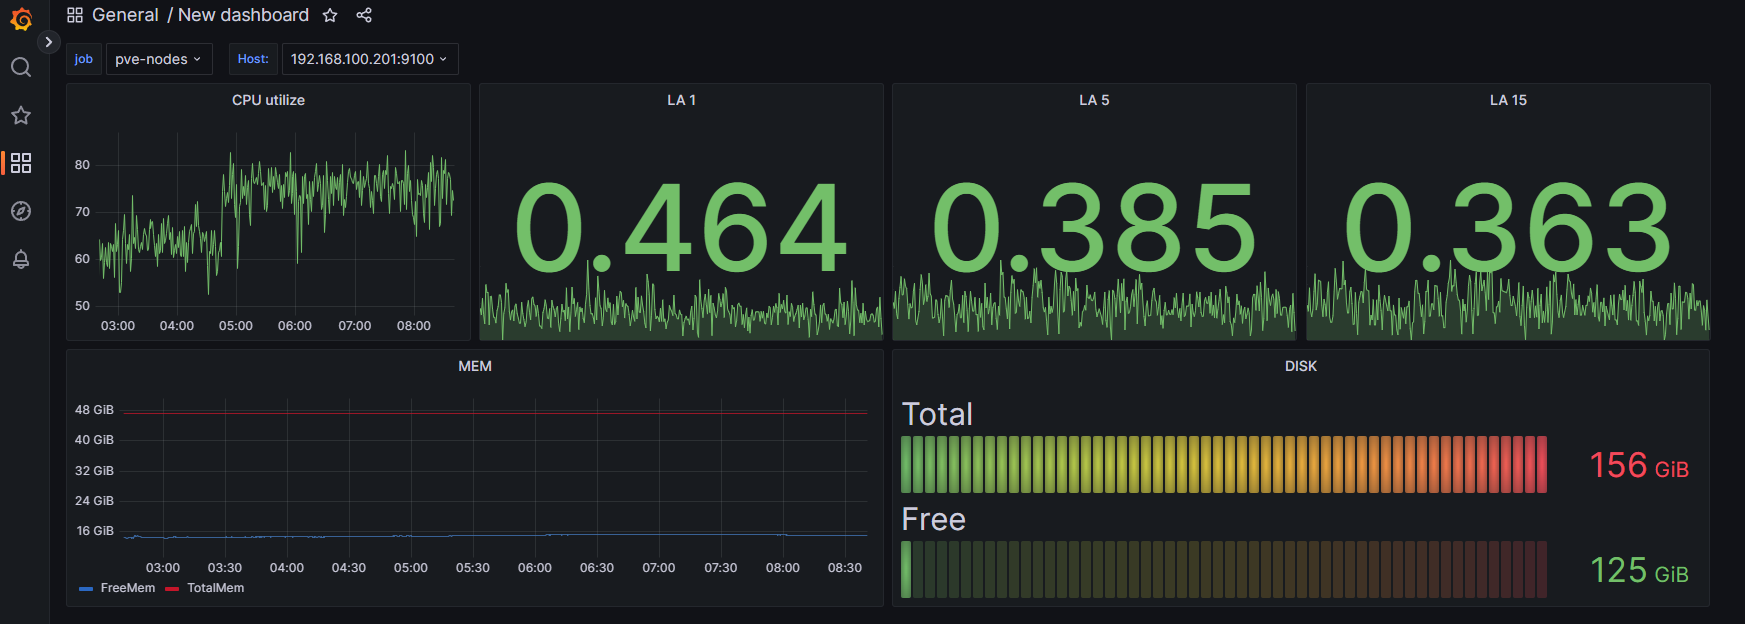 General / New dashboard
job pve-nodes Host: 192.168.100.201:9100
CPU utilize
80
70
60
50
03:00 04:00 05:00 06:00 07:00 08:00
LA 1
0.464
LA 5
0.385
LA 15
0.363
MEM
48 GiB
40 GiB
32 GiB
24 GiB
16 GiB
03:00 03:30 04:00 04:30 05:00 05:30 06:00 06:30 07:00 07:30 08:00 08:30
FreeMem TotalMem
DISK
Total
156 GiB
Free
125 GiB